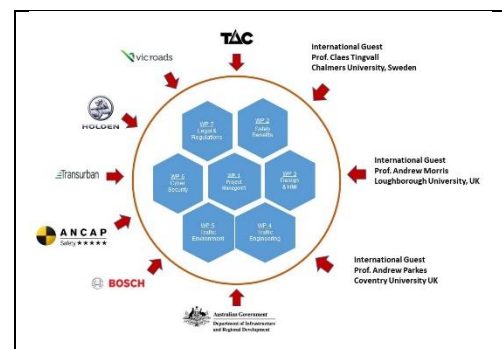 TAC
vicroads
International Guest
Prof. Claes Tingvall
Chalmers University, Sweden
HOLDEN
WP 7
Legal &
Regulations
WP 2
Safety
Benefits
Transurban
WP 6
Cyber
Security
WP 1
Project
Managem't
WP 3
Design
& HMI
International Guest
Prof. Andrew Morris
Loughborough University, UK
ANCAP
Safety
WP 5
Traffic
Environment
WP 4
Traffic
Engineering
BOSCH
International Guest
Prof. Andrew Parkes
Coventry University UK
Australian Government
Department of Infrastructure
and Regional Development